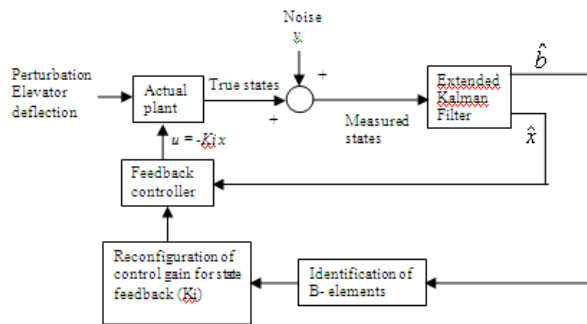 Noise
v
+
Perturbation
Elevator
deflection
Actual
plant
True states
+
Measured
states
Extended
Kalman
Filter
b̂
x̂
u = -Ki x
Feedback
controller
Reconfiguration of
control gain for state
feedback (Ki)
Identification of
B- elements